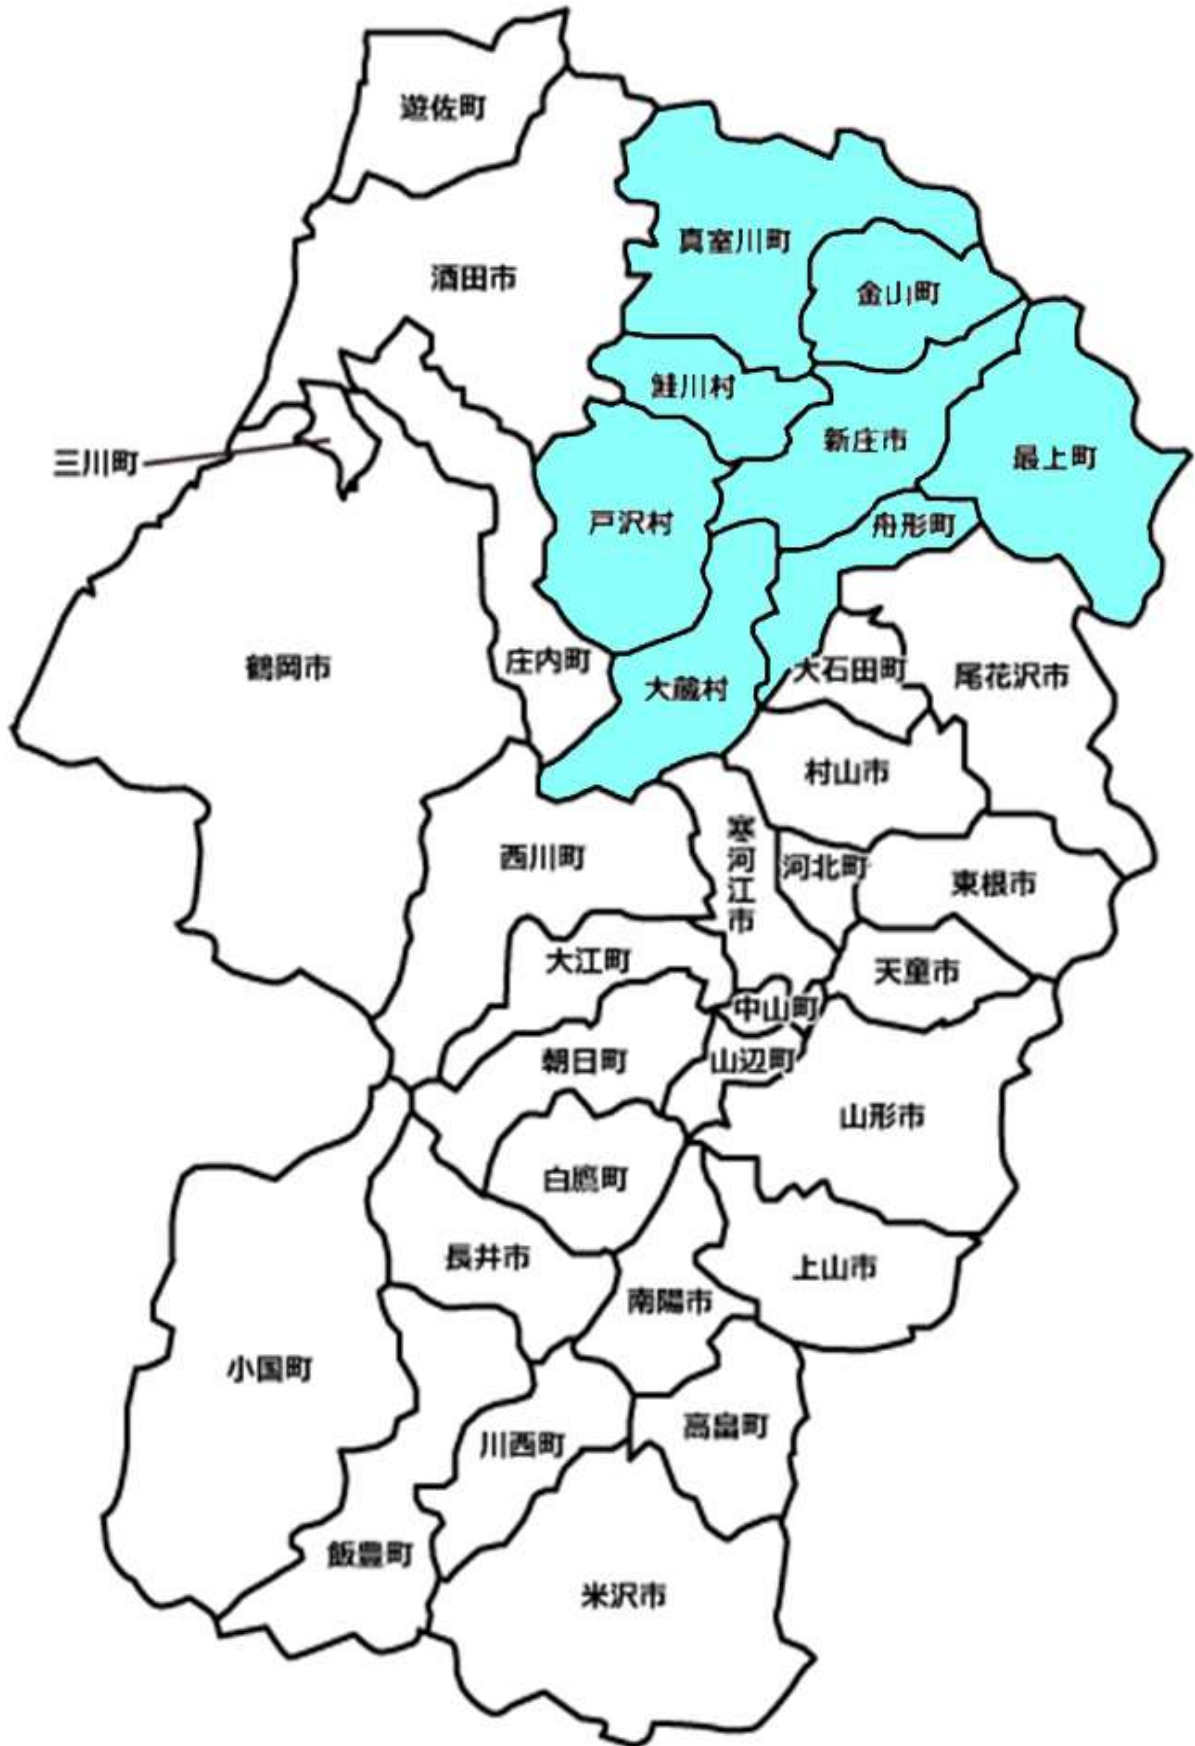 遊佐町
真室川町
酒田市
金山町
鮭川村
新庄市
三川町
最上町
戸沢村
舟形町
庄内町
鶴岡市
大蔵村
大石田町
尾花沢市
村山市
寒河江市
西川町
河北町
東根市
大江町
天童市
中山町
朝日町
山辺町
山形市
白鷹町
長井市
上山市
南陽市
小国町
高畠町
川西町
飯豊町
米沢市